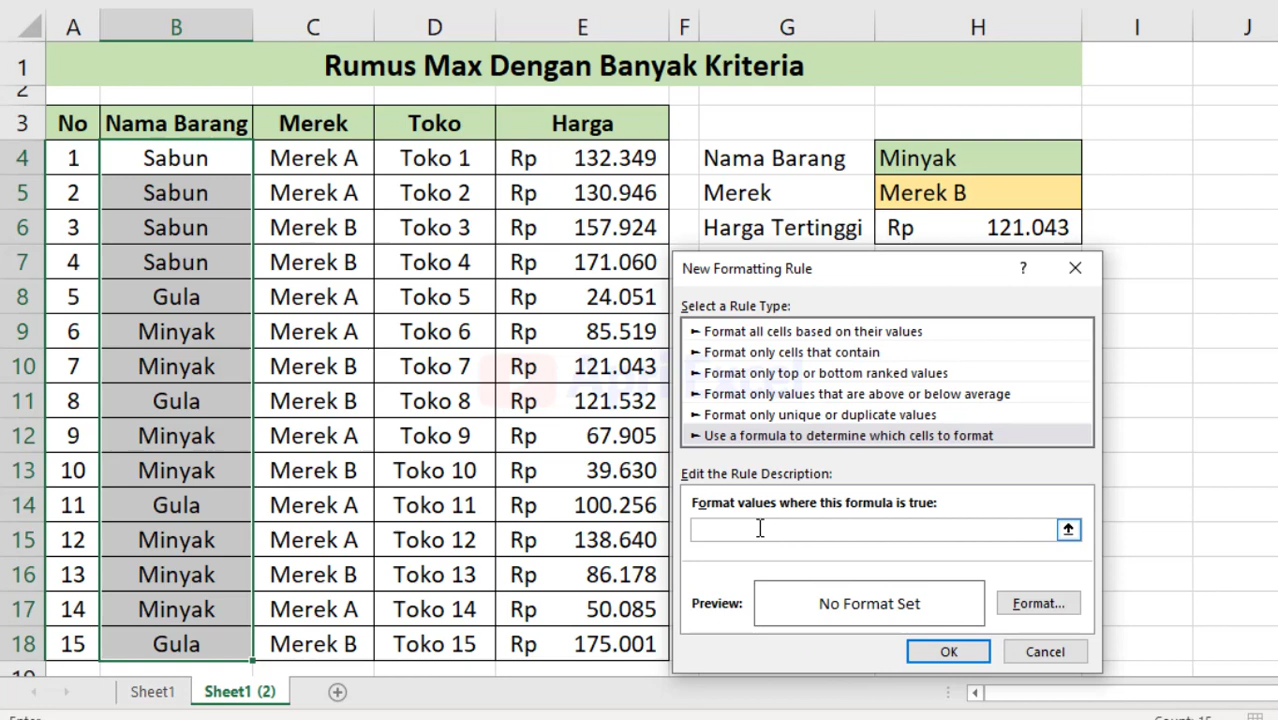 A B C D E F G H I J
1 Rumus Max Dengan Banyak Kriteria
2
3 No Nama Barang Merek Toko Harga
4 1 Sabun Merek A Toko 1 Rp 132.349 Nama Barang Minyak
5 2 Sabun Merek A Toko 2 Rp 130.946 Merek Merek B
6 3 Sabun Merek B Toko 3 Rp 157.924 Harga Tertinggi Rp 121.043
7 4 Sabun Merek B Toko 4 Rp 171.060
8 5 Gula Merek A Toko 5 Rp 24.051
9 6 Minyak Merek A Toko 6 Rp 85.519
10 7 Minyak Merek B Toko 7 Rp 121.043
11 8 Gula Merek A Toko 8 Rp 121.532
12 9 Minyak Merek A Toko 9 Rp 67.905
13 10 Minyak Merek B Toko 10 Rp 39.630
14 11 Gula Merek A Toko 11 Rp 100.256
15 12 Minyak Merek A Toko 12 Rp 138.640
16 13 Minyak Merek B Toko 13 Rp 86.178
17 14 Minyak Merek A Toko 14 Rp 50.085
18 15 Gula Merek B Toko 15 Rp 175.001
New Formatting Rule ?
Select a Rule Type:
► Format all cells based on their values
► Format only cells that contain
► Format only top or bottom ranked values
► Format only values that are above or below average
► Format only unique or duplicate values
► Use a formula to determine which cells to format
Edit the Rule Description:
Format values where this formula is true:
Preview: No Format Set Format...
OK Cancel
Sheet1 Sheet1 (2)